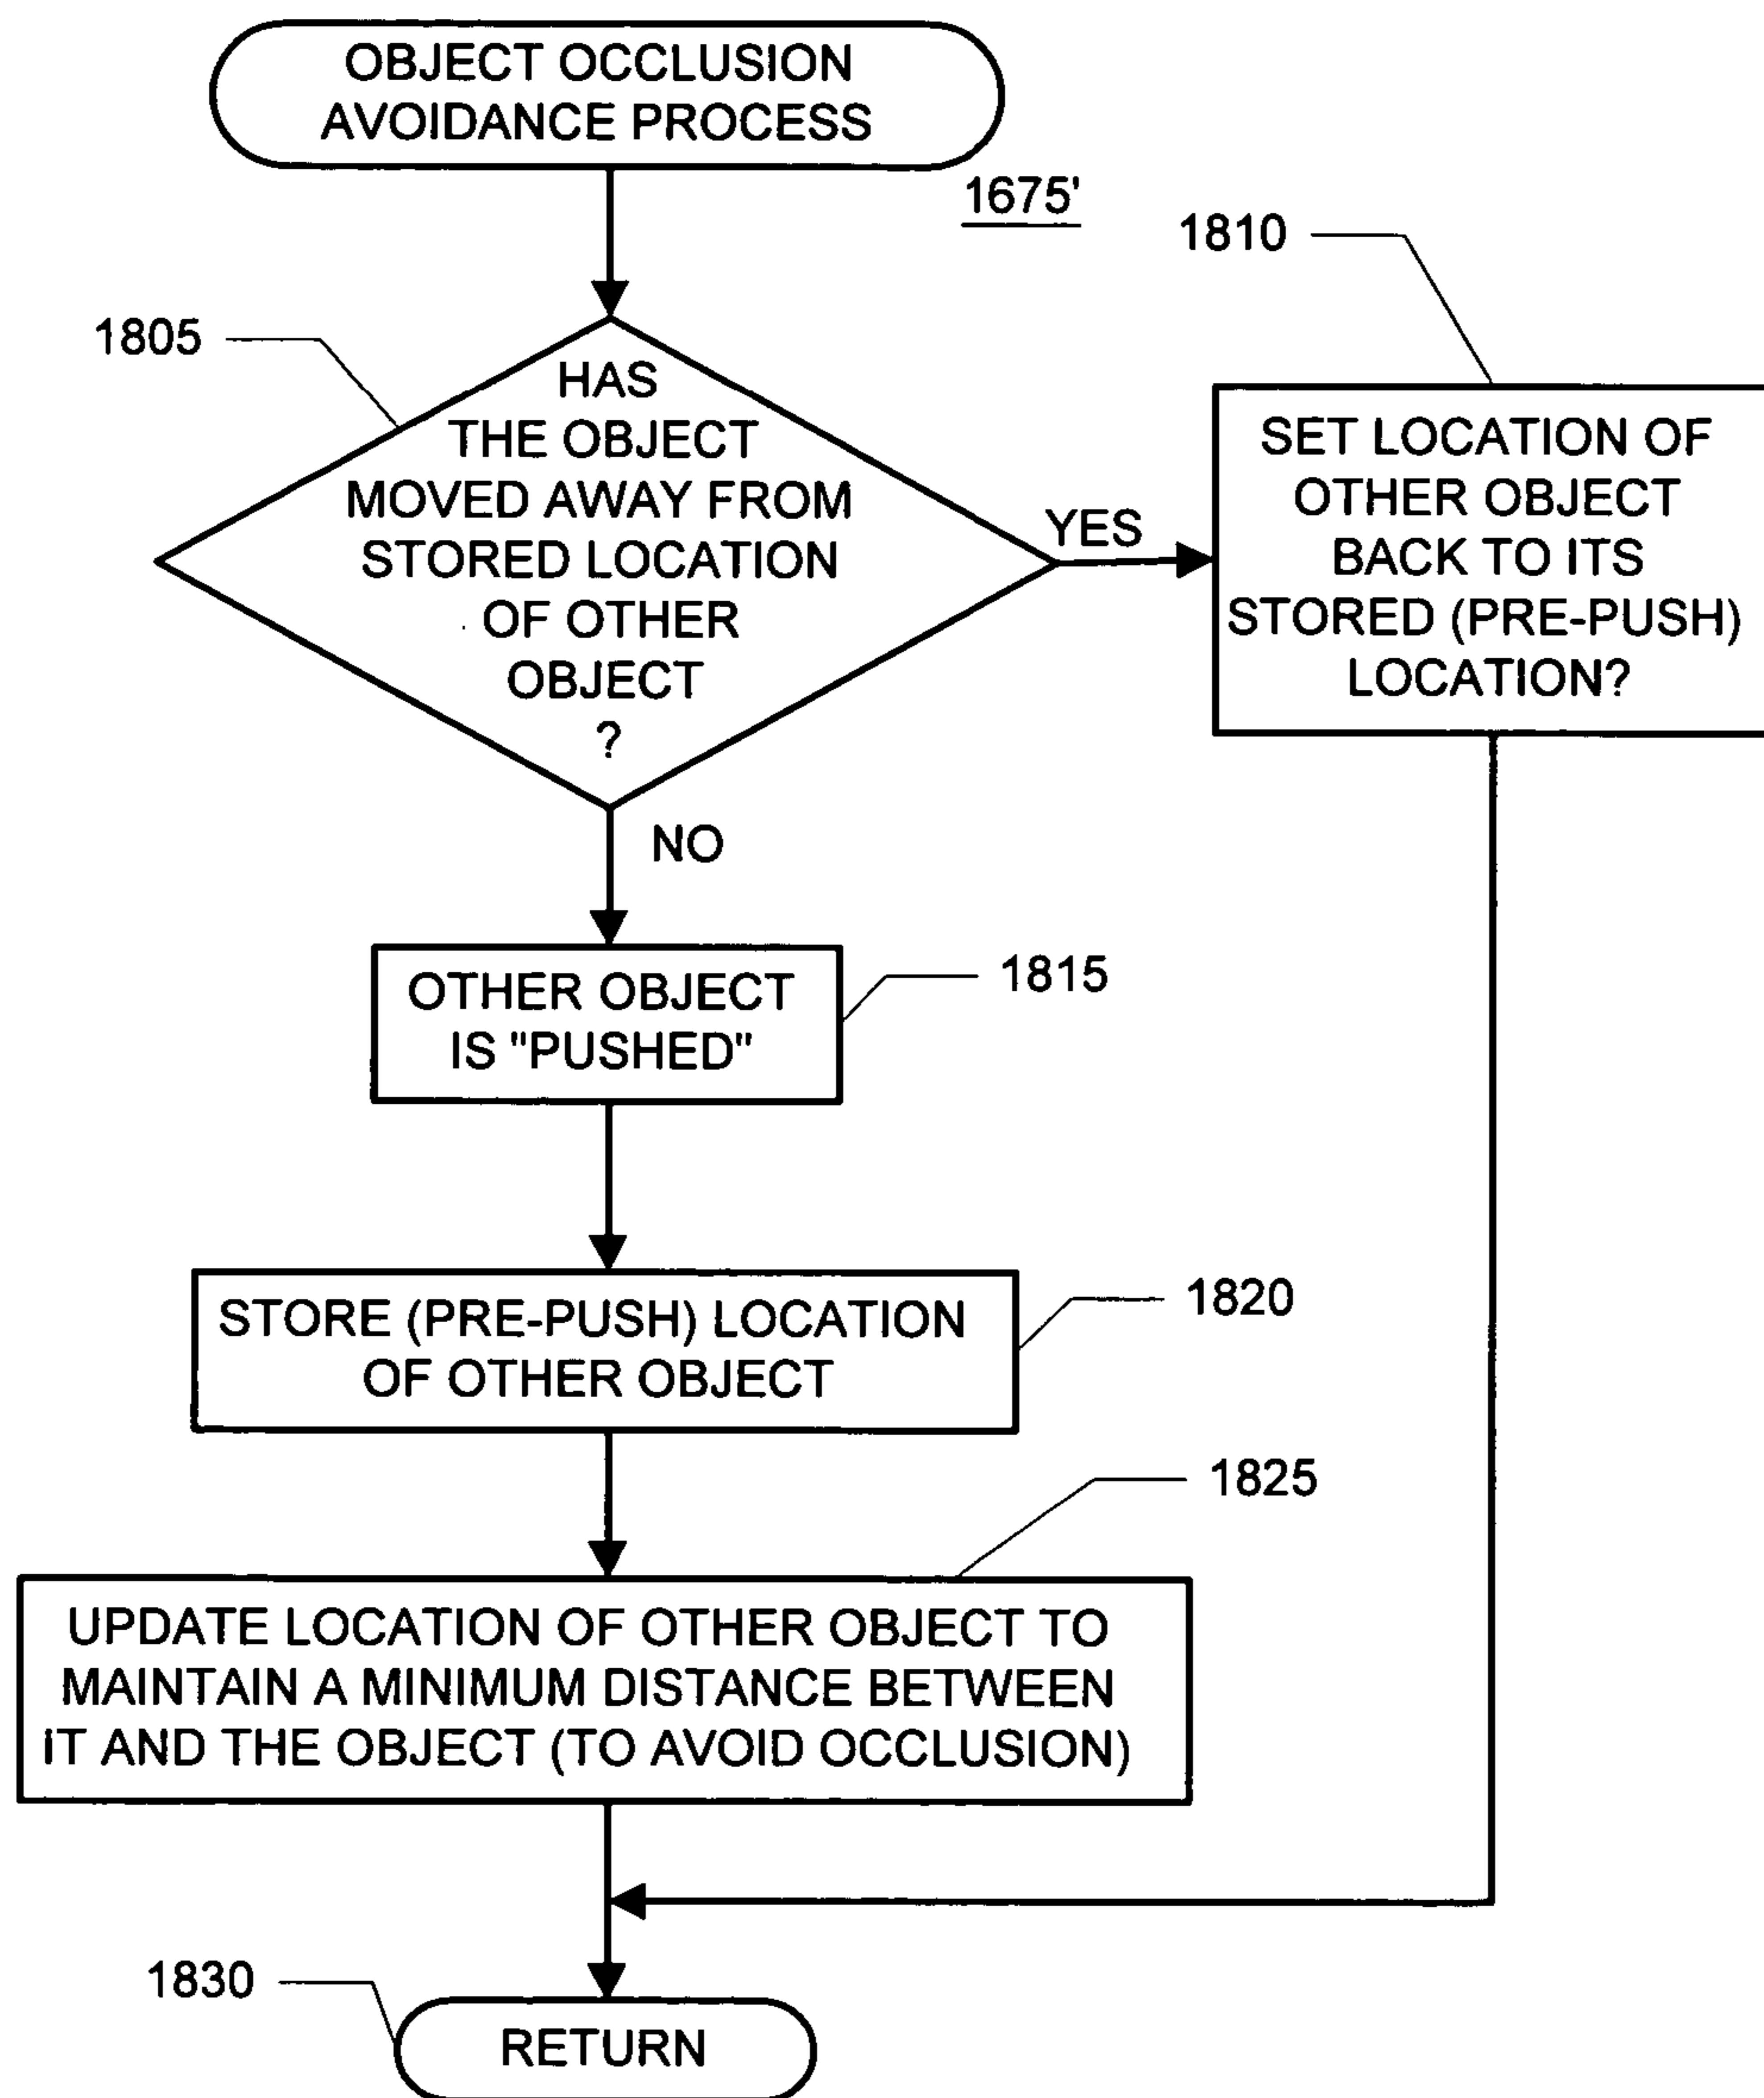 OBJECT OCCLUSION
AVOIDANCE PROCESS
1675'
1810
1805
HAS
THE OBJECT
MOVED AWAY FROM
STORED LOCATION
OF OTHER
OBJECT
?
YES
SET LOCATION OF
OTHER OBJECT
BACK TO ITS
STORED (PRE-PUSH)
LOCATION?
NO
OTHER OBJECT
IS "PUSHED"
1815
STORE (PRE-PUSH) LOCATION
OF OTHER OBJECT
1820
1825
UPDATE LOCATION OF OTHER OBJECT TO
MAINTAIN A MINIMUM DISTANCE BETWEEN
IT AND THE OBJECT (TO AVOID OCCLUSION)
1830
RETURN